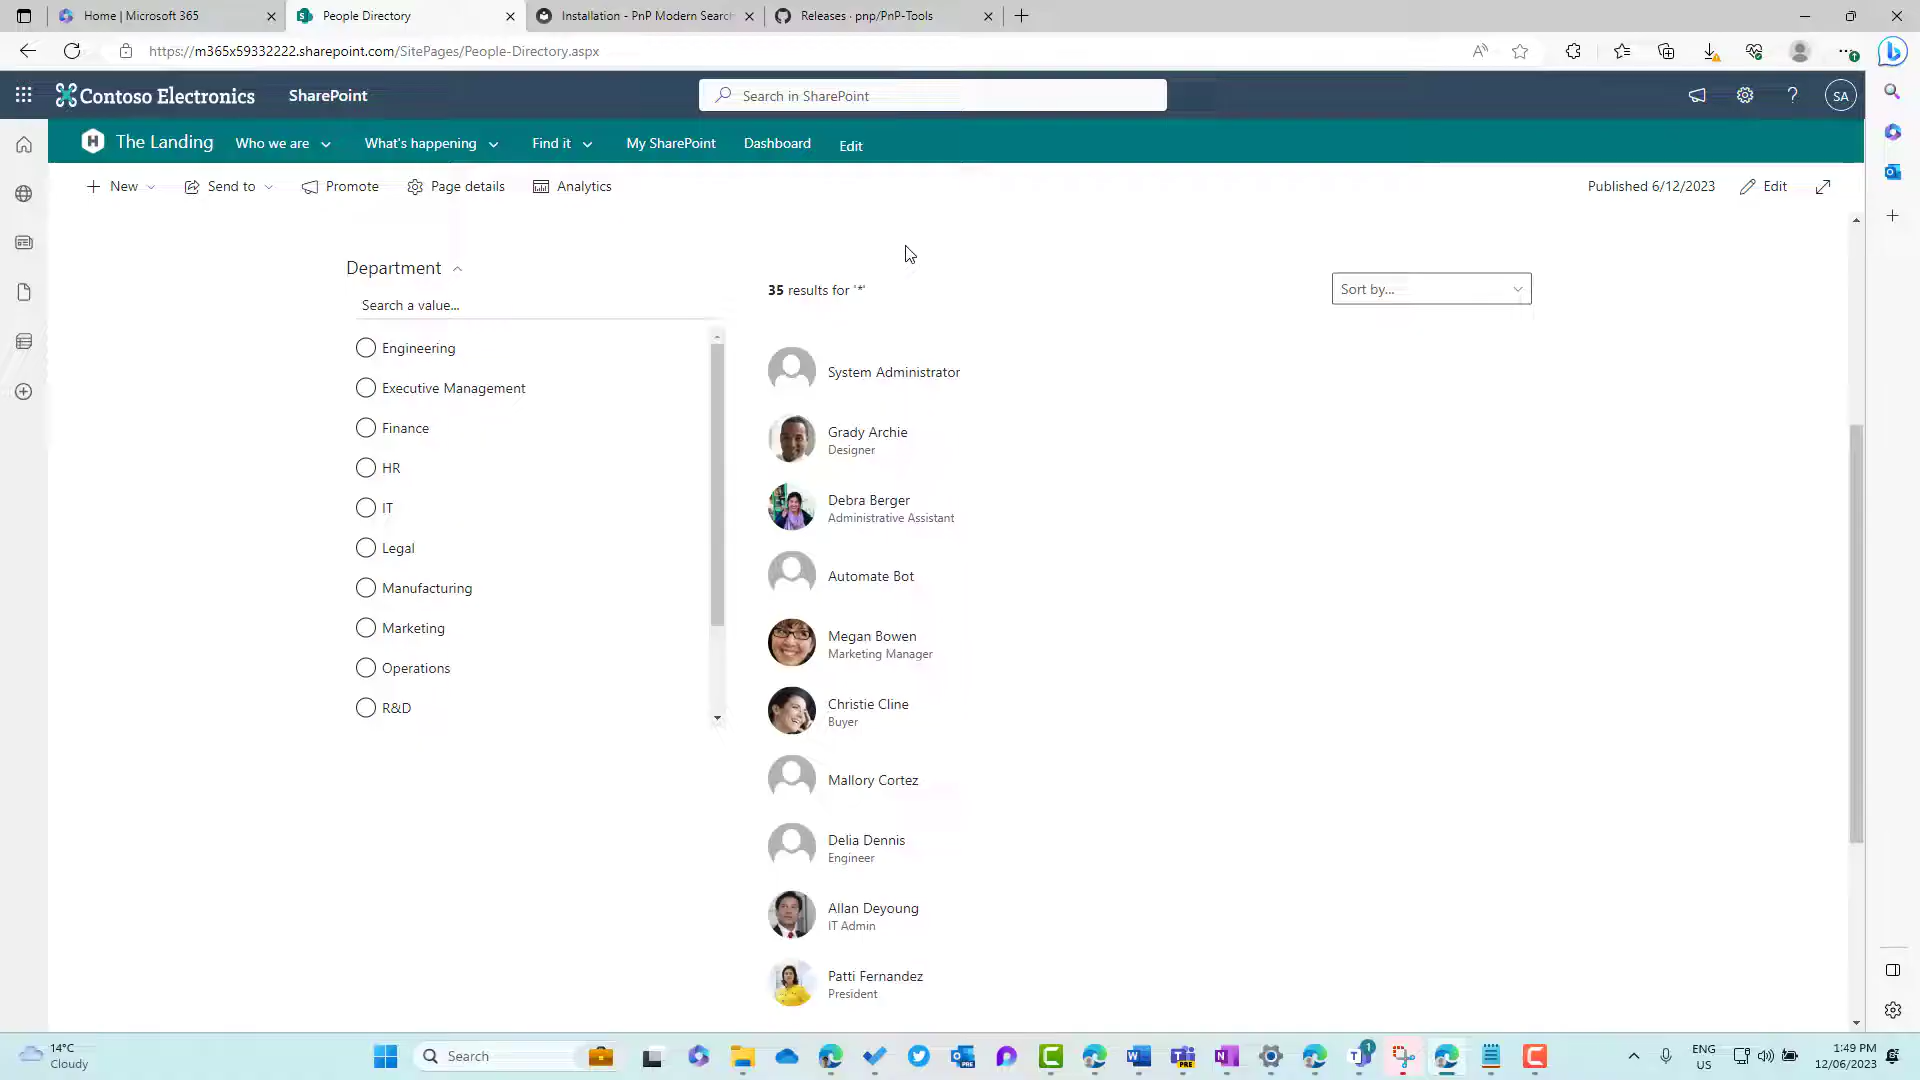 Home | Microsoft 365
People Directory
Installation - PnP Modern Search
Releases · pnp/PnP-Tools
https://m365x59332222.sharepoint.com/SitePages/People-Directory.aspx
Contoso Electronics
SharePoint
Search in SharePoint
SA
H
The Landing
Who we are
What's happening
Find it
My SharePoint
Dashboard
Edit
New
Send to
Promote
Page details
Analytics
Published 6/12/2023
Edit
Department
Search a value...
Engineering
Executive Management
Finance
HR
IT
Legal
Manufacturing
Marketing
Operations
R&D
35 results for '*'
Sort by...
System Administrator
Grady Archie
Designer
Debra Berger
Administrative Assistant
Automate Bot
Megan Bowen
Marketing Manager
Christie Cline
Buyer
Mallory Cortez
Delia Dennis
Engineer
Allan Deyoung
IT Admin
Patti Fernandez
President
14°C
Cloudy
Search
ENG
US
1:49 PM
12/06/2023